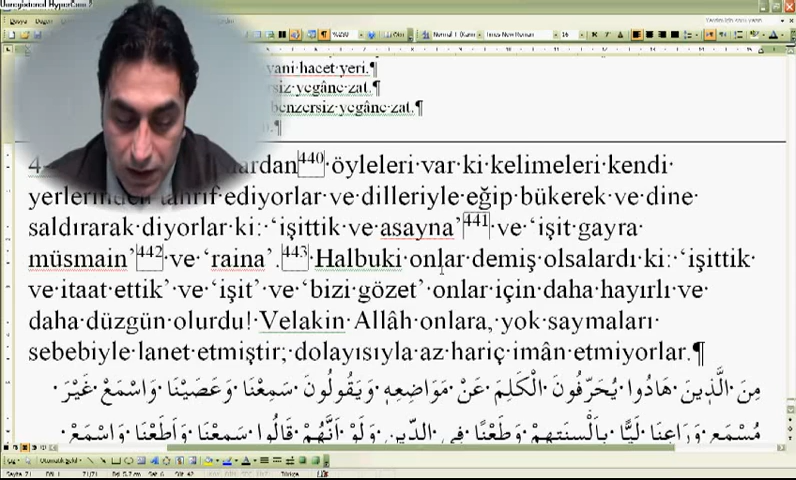 yani hacet yeri.¶
siz yegâne zat.
benzersiz yegâne zat.¶
ardan440 öyleleri var ki kelimeleri kendi
yerlerinden tahrif ediyorlar ve dilleriyle eğip bükerek ve dine
saldırarak diyorlar ki: ‘işittik ve asayna’441 ve ‘işit gayra
müsmain’442 ve ‘raina’.443 Halbuki onlar demiş olsalardı ki: ‘işittik
ve itaat ettik’ ve ‘işit’ ve ‘bizi gözet’ onlar için daha hayırlı ve
daha düzgün olurdu! Velakin Allâh onlara, yok saymaları
sebebiyle lanet etmiştir; dolayısıyla az hariç imân etmiyorlar.¶
مِنَ الَّذِينَ هَادُوا يُحَرِّفُونَ الْكَلِمَ عَنْ مَوَاضِعِهِ وَيَقُولُونَ سَمِعْنَا وَعَصَيْنَا وَاسْمَعْ غَيْرَ
مُسْمَعٍ وَرَاعِنَا لَيًّا بِأَلْسِنَتِهِمْ وَطَعْنًا فِي الدِّينِ وَلَوْ أَنَّهُمْ قَالُوا سَمِعْنَا وَأَطَعْنَا وَاسْمَعْ